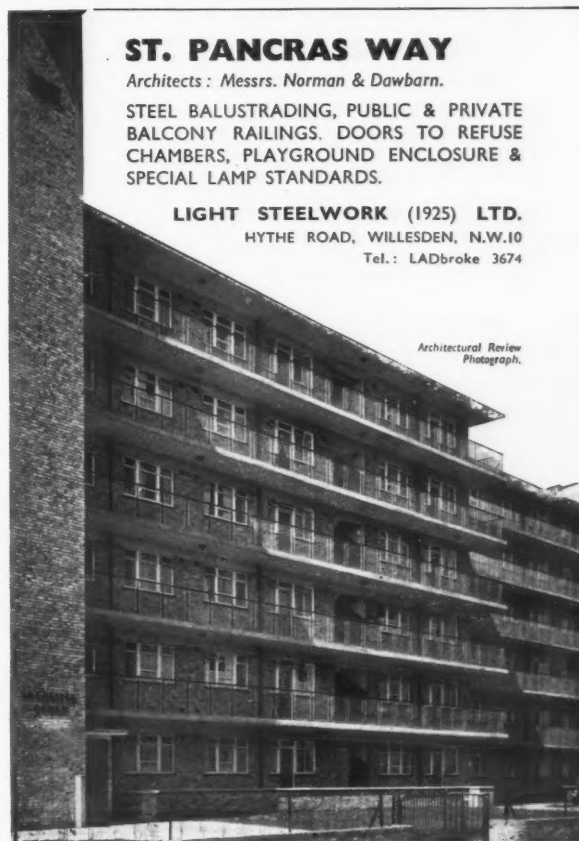 ST. PANCRAS WAY
Architects : Messrs. Norman & Dawbarn.
STEEL BALUSTRADING, PUBLIC & PRIVATE
BALCONY RAILINGS. DOORS TO REFUSE
CHAMBERS, PLAYGROUND ENCLOSURE &
SPECIAL LAMP STANDARDS.
LIGHT STEELWORK (1925) LTD.
HYTHE ROAD, WILLESDEN, N.W.10
Tel.: LADbroke 3674
Architectural Review
Photograph.